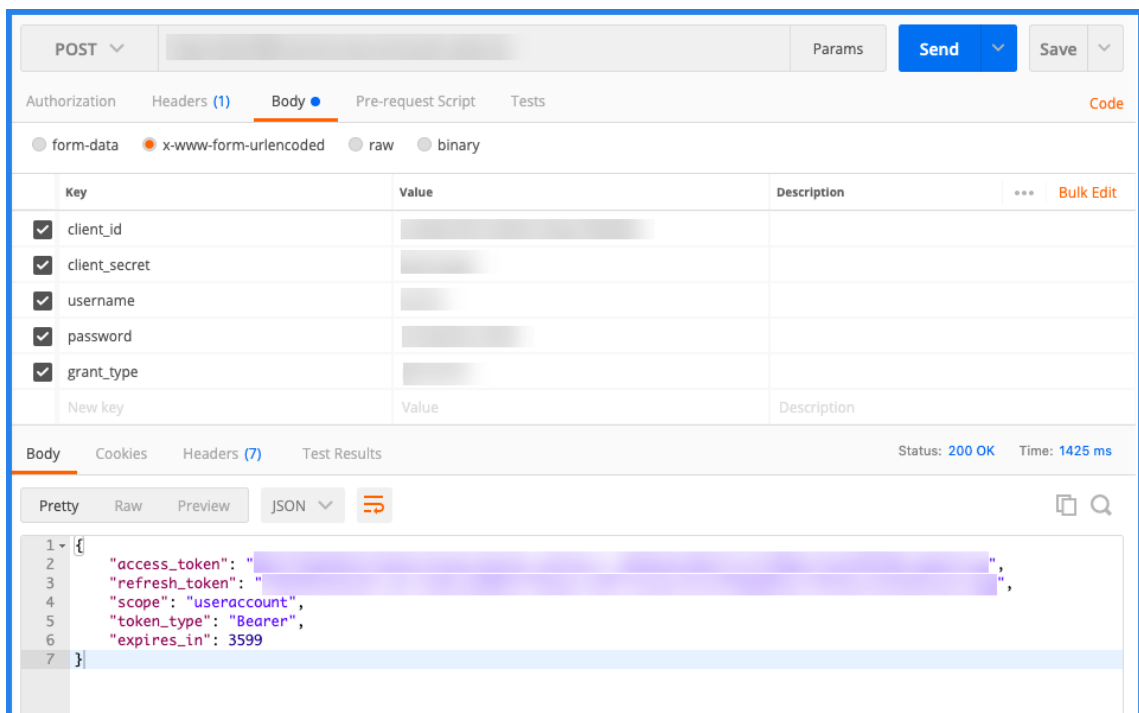 POST Params Send Save
Authorization Headers (1) Body Pre-request Script Tests Code
form-data x-www-form-urlencoded raw binary
Key Value Description ••• Bulk Edit
client_id
client_secret
username
password
grant_type
New key Value Description
Body Cookies Headers (7) Test Results Status: 200 OK Time: 1425 ms
Pretty Raw Preview JSON
1 {
2 "access_token": "",
3 "refresh_token": "",
4 "scope": "useraccount",
5 "token_type": "Bearer",
6 "expires_in": 3599
7 }